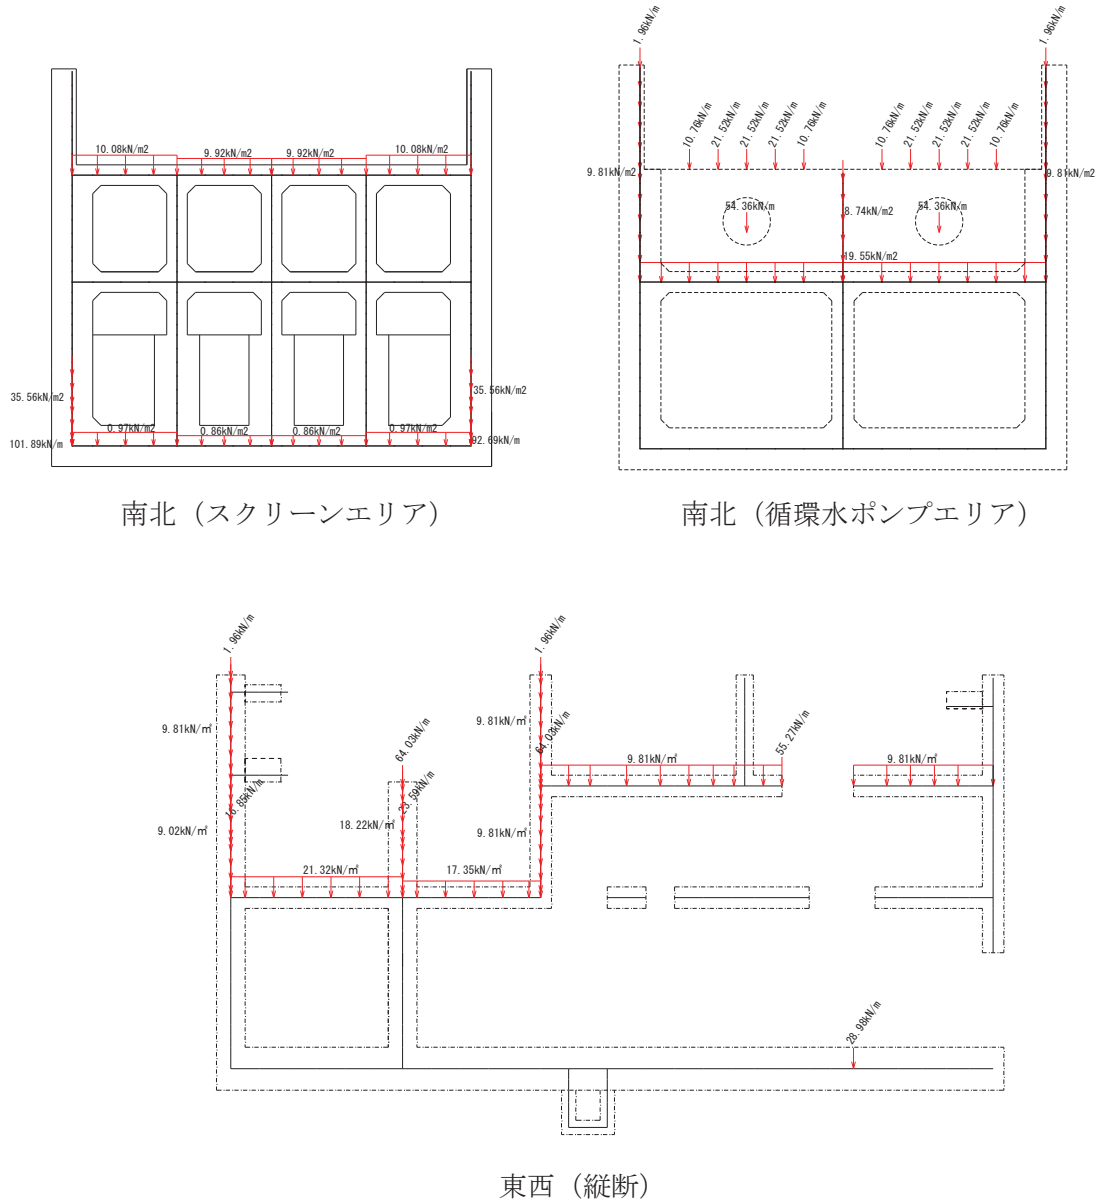 10.08kN/m2
9.92kN/m2
9.92kN/m2
10.08kN/m2
35.56kN/m2
35.56kN/m2
0.97kN/m2
0.86kN/m2
0.86kN/m2
0.97kN/m2
101.89kN/m
92.69kN/m
南北（スクリーンエリア）
1.96kN/m
1.96kN/m
10.76kN/m
21.52kN/m
21.52kN/m
21.52kN/m
10.76kN/m
10.76kN/m
21.52kN/m
21.52kN/m
21.52kN/m
10.76kN/m
9.81kN/m2
9.81kN/m2
54.36kN/m
8.74kN/m2
54.36kN/m
19.55kN/m2
南北（循環水ポンプエリア）
1.96kN/m
1.96kN/m
9.81kN/㎡
9.81kN/㎡
64.03kN/m
64.03kN/m
55.27kN/m
9.81kN/㎡
9.81kN/㎡
23.59kN/m
9.02kN/㎡
18.22kN/㎡
9.81kN/㎡
21.32kN/㎡
17.35kN/㎡
28.98kN/m
東西（縦断）